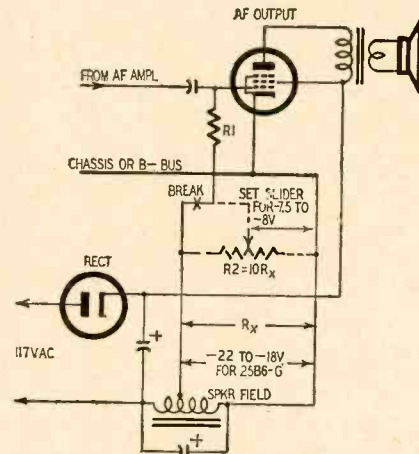 AF OUTPUT
FROM AF AMPL
R1
CHASSIS OR B- BUS
BREAK
SET SLIDER
FOR-7.5 TO
-8V
RECT
R2=10Rx
Rx
117VAC
-22 TO -18V
FOR 25B6-G
SPKR FIELD
+
+